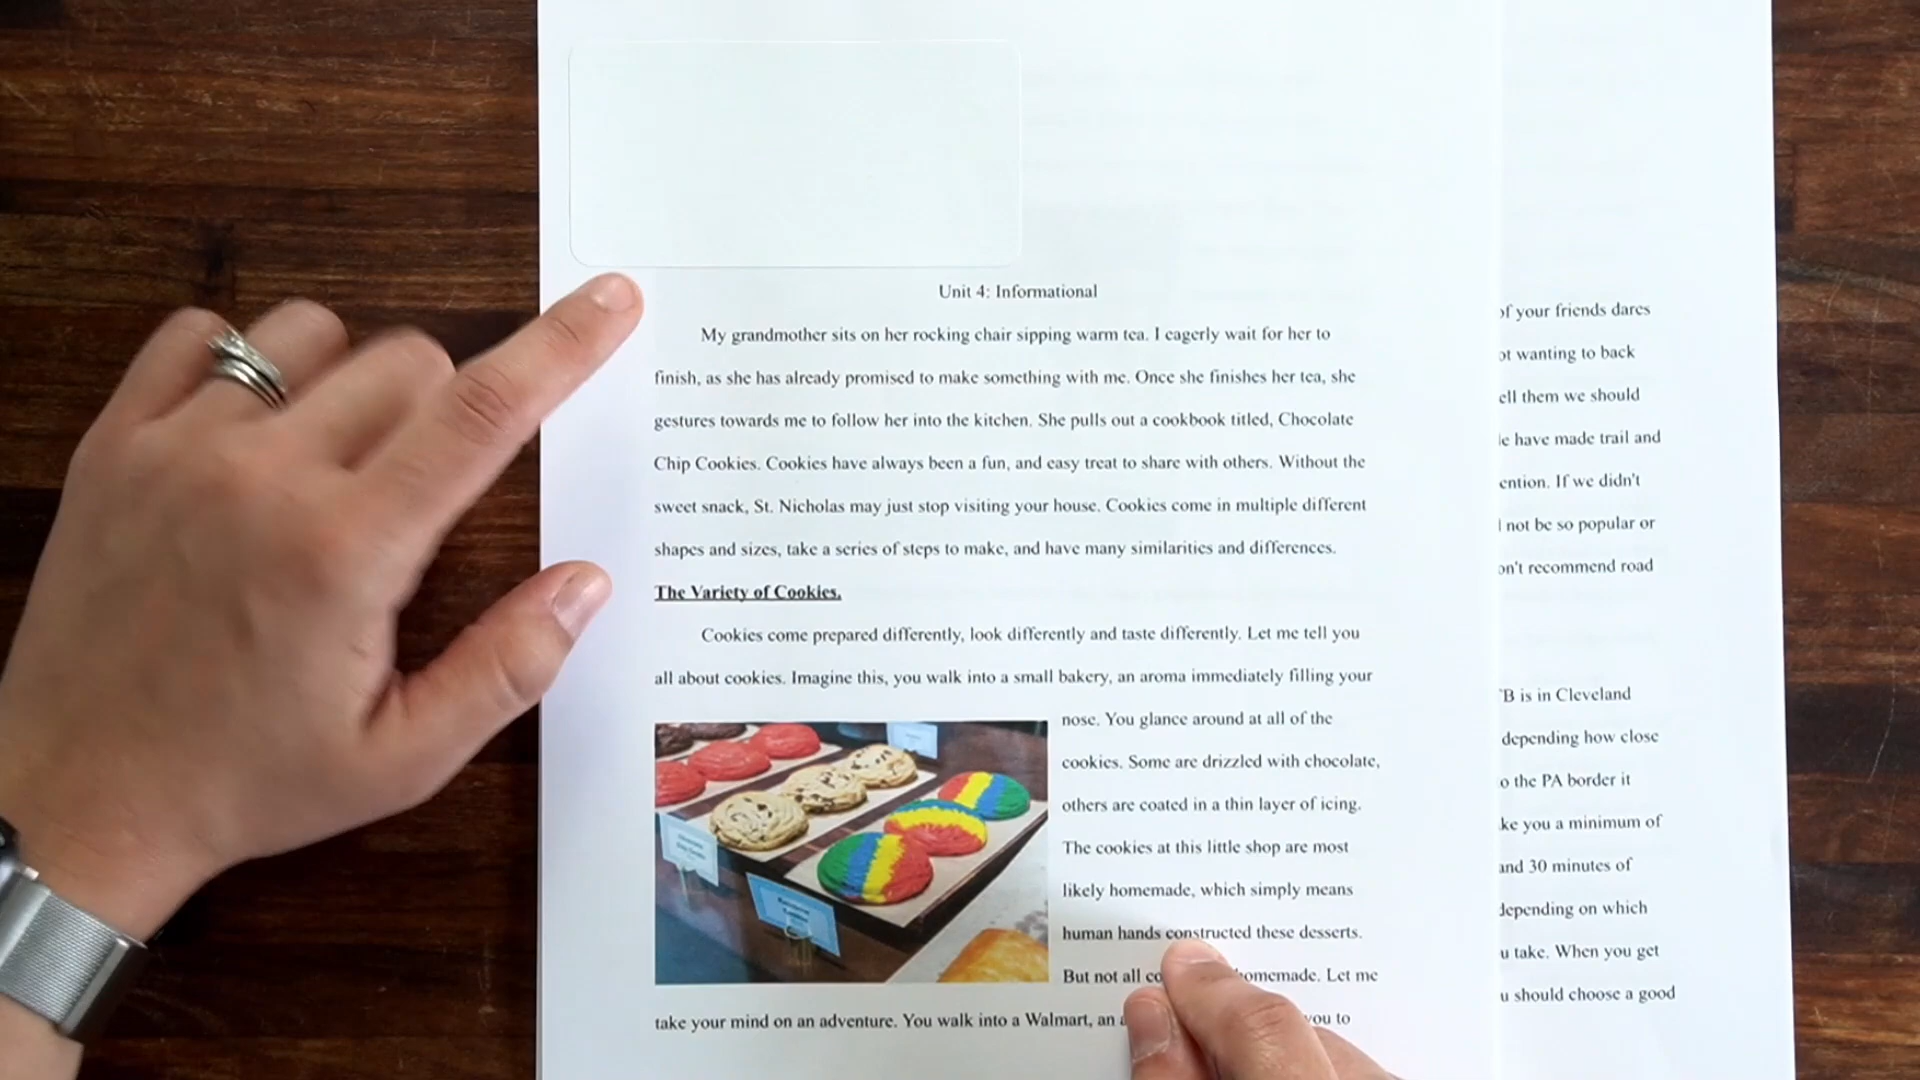 Unit 4: Informational
My grandmother sits on her rocking chair sipping warm tea. I eagerly wait for her to
finish, as she has already promised to make something with me. Once she finishes her tea, she
gestures towards me to follow her into the kitchen. She pulls out a cookbook titled, Chocolate
Chip Cookies. Cookies have always been a fun, and easy treat to share with others. Without the
sweet snack, St. Nicholas may just stop visiting your house. Cookies come in multiple different
shapes and sizes, take a series of steps to make, and have many similarities and differences.
The Variety of Cookies.
Cookies come prepared differently, look differently and taste differently. Let me tell you
all about cookies. Imagine this, you walk into a small bakery, an aroma immediately filling your
nose. You glance around at all of the
cookies. Some are drizzled with chocolate,
others are coated in a thin layer of icing.
The cookies at this little shop are most
likely homemade, which simply means
human hands constructed these desserts.
But not all homemade. Let me
take your mind on an adventure. You walk into a Walmart, an you to
of your friends dares
wanting to back
them we should
have made trail and
If we didn't
not be so popular or
recommend road
is in Cleveland
depending how close
the PA border it
you a minimum of
and 30 minutes of
depending on which
take. When you get
should choose a good